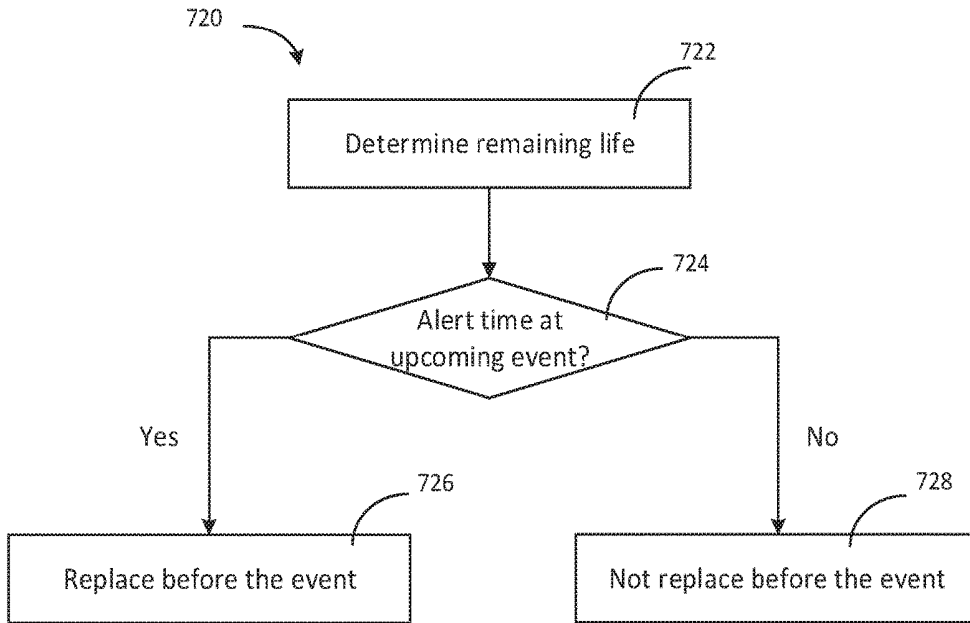 720
722
Determine remaining life
724
Alert time at
upcoming event?
Yes
No
726
728
Replace before the event
Not replace before the event